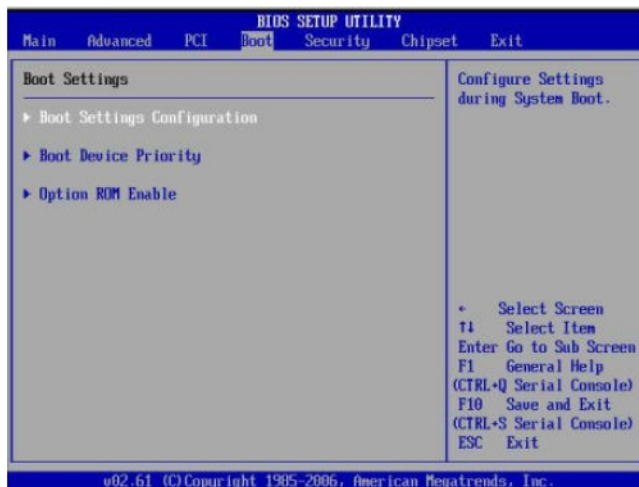 BIOS SETUP UTILITY
Main Advanced PCI Boot Security Chipset Exit
Boot Settings
▶ Boot Settings Configuration
▶ Boot Device Priority
▶ Option ROM Enable
Configure Settings
during System Boot.
← Select Screen
↑↓ Select Item
Enter Go to Sub Screen
F1 General Help
(CTRL+Q Serial Console)
F10 Save and Exit
(CTRL+S Serial Console)
ESC Exit
v02.61 (C)Copyright 1985-2006, American Megatrends, Inc.